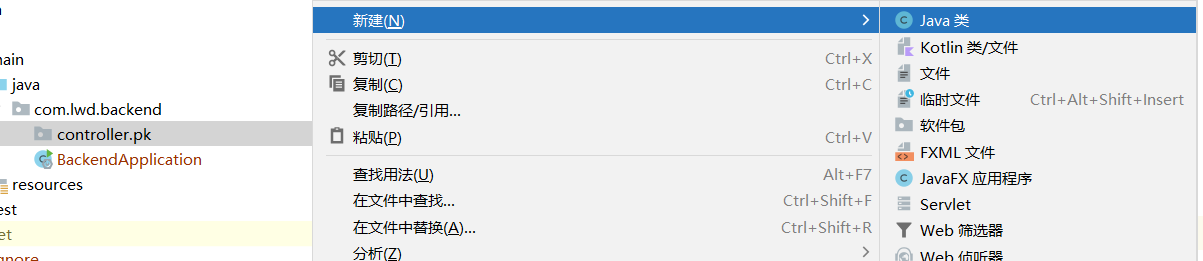 ain
java
com.lwd.backend
controller.pk
BackendApplication
resources
est
et
gnore
新建(N)
剪切(T) Ctrl+X
复制(C) Ctrl+C
复制路径/引用...
粘贴(P) Ctrl+V
查找用法(U) Alt+F7
在文件中查找... Ctrl+Shift+F
在文件中替换(A)... Ctrl+Shift+R
分析(Z)
Java 类
Kotlin 类/文件
文件
临时文件 Ctrl+Alt+Shift+Insert
软件包
FXML 文件
JavaFX 应用程序
Servlet
Web 筛选器
Web 侦听器